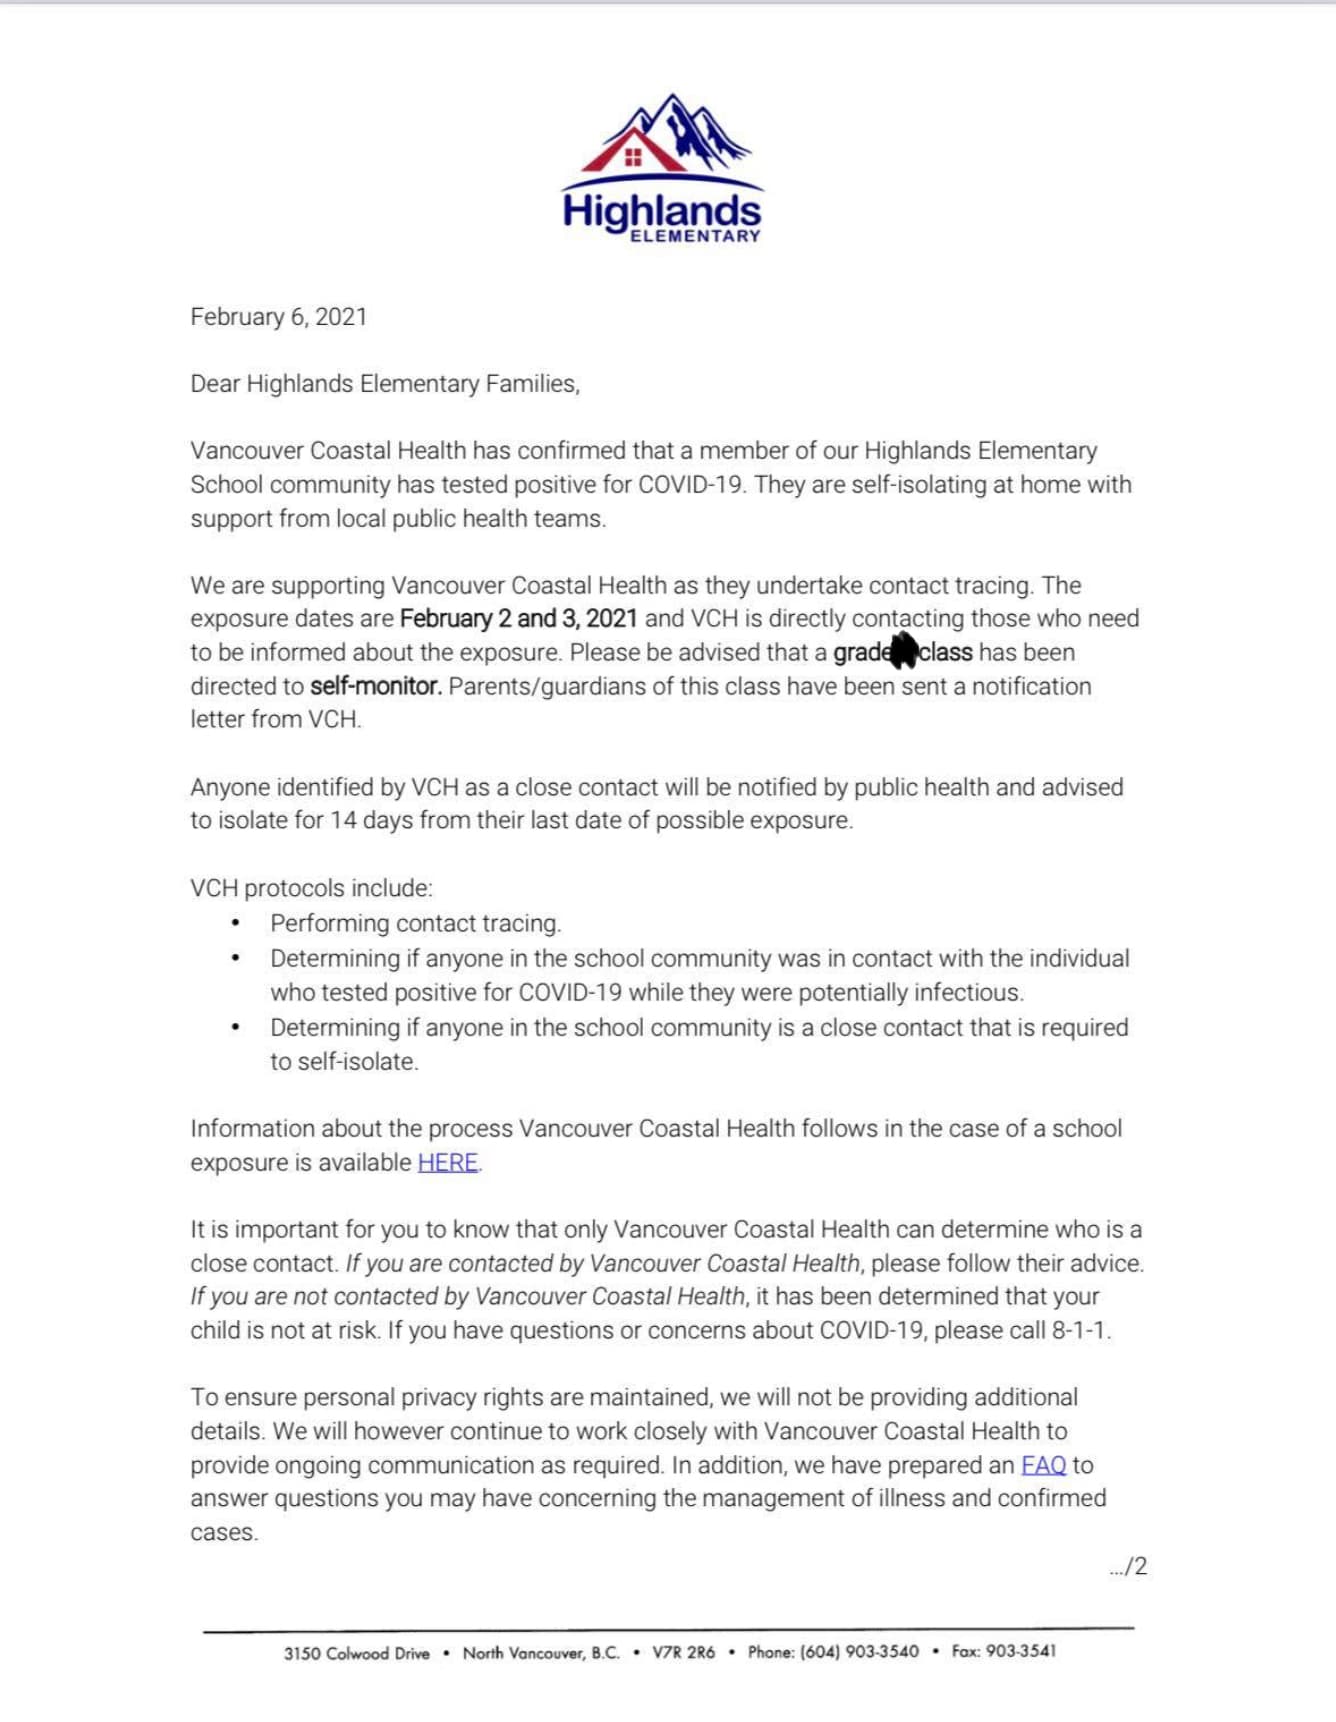 Highlands
ELEMENTARY
February 6, 2021
Dear Highlands Elementary Families,
Vancouver Coastal Health has confirmed that a member of our Highlands Elementary
School community has tested positive for COVID-19. They are self-isolating at home with
support from local public health teams.
We are supporting Vancouver Coastal Health as they undertake contact tracing. The
exposure dates are February 2 and 3, 2021 and VCH is directly contacting those who need
to be informed about the exposure. Please be advised that a grade class has been
directed to self-monitor. Parents/guardians of this class have been sent a notification
letter from VCH.
Anyone identified by VCH as a close contact will be notified by public health and advised
to isolate for 14 days from their last date of possible exposure.
VCH protocols include:
• Performing contact tracing.
• Determining if anyone in the school community was in contact with the individual
who tested positive for COVID-19 while they were potentially infectious.
• Determining if anyone in the school community is a close contact that is required
to self-isolate.
Information about the process Vancouver Coastal Health follows in the case of a school
exposure is available HERE.
It is important for you to know that only Vancouver Coastal Health can determine who is a
close contact. If you are contacted by Vancouver Coastal Health, please follow their advice.
If you are not contacted by Vancouver Coastal Health, it has been determined that your
child is not at risk. If you have questions or concerns about COVID-19, please call 8-1-1.
To ensure personal privacy rights are maintained, we will not be providing additional
details. We will however continue to work closely with Vancouver Coastal Health to
provide ongoing communication as required. In addition, we have prepared an FAQ to
answer questions you may have concerning the management of illness and confirmed
cases.
.../2
3150 Colwood Drive • North Vancouver, B.C. • V7R 2R6 • Phone: (604) 903-3540 • Fax: 903-3541